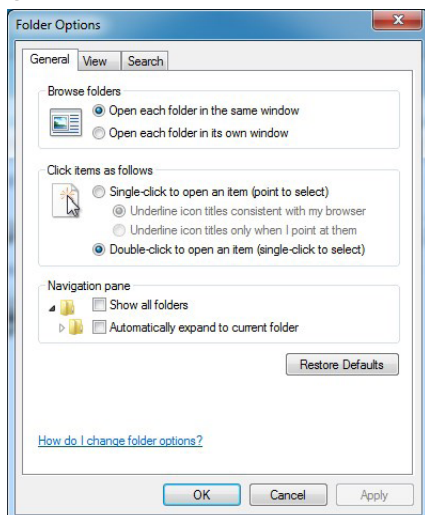 Folder Options
General View Search
Browse folders
Open each folder in the same window
Open each folder in its own window
Click items as follows
Single-click to open an item (point to select)
Underline icon titles consistent with my browser
Underline icon titles only when I point at them
Double-click to open an item (single-click to select)
Navigation pane
Show all folders
Automatically expand to current folder
Restore Defaults
How do I change folder options?
OK Cancel Apply